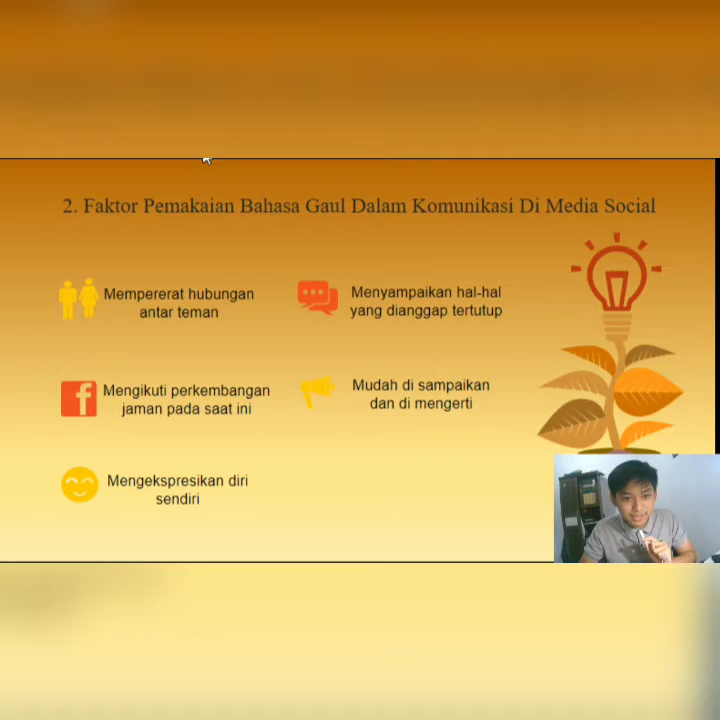 2. Faktor Pemakaian Bahasa Gaul Dalam Komunikasi Di Media Social
Mempererat hubungan
antar teman
Menyampaikan hal-hal
yang dianggap tertutup
Mengikuti perkembangan
jaman pada saat ini
Mudah di sampaikan
dan di mengerti
Mengekspresikan diri
sendiri